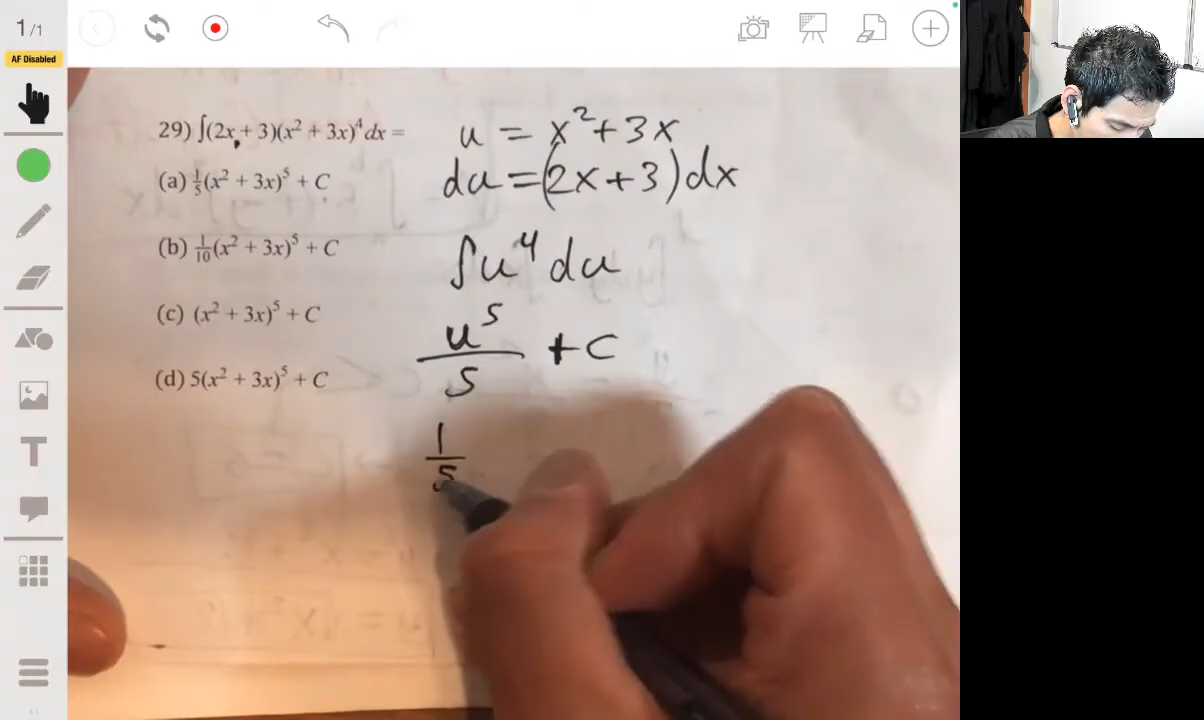 1/1
AF Disabled
29) ∫(2x + 3)(x² + 3x)⁴ dx =
(a) 1/5(x² + 3x)⁵ + C
(b) 1/10(x² + 3x)⁵ + C
(c) (x² + 3x)⁵ + C
(d) 5(x² + 3x)⁵ + C
u = x²+3x
du=(2x+3)dx
∫u⁴du
u⁵/5 +C
1/5
T